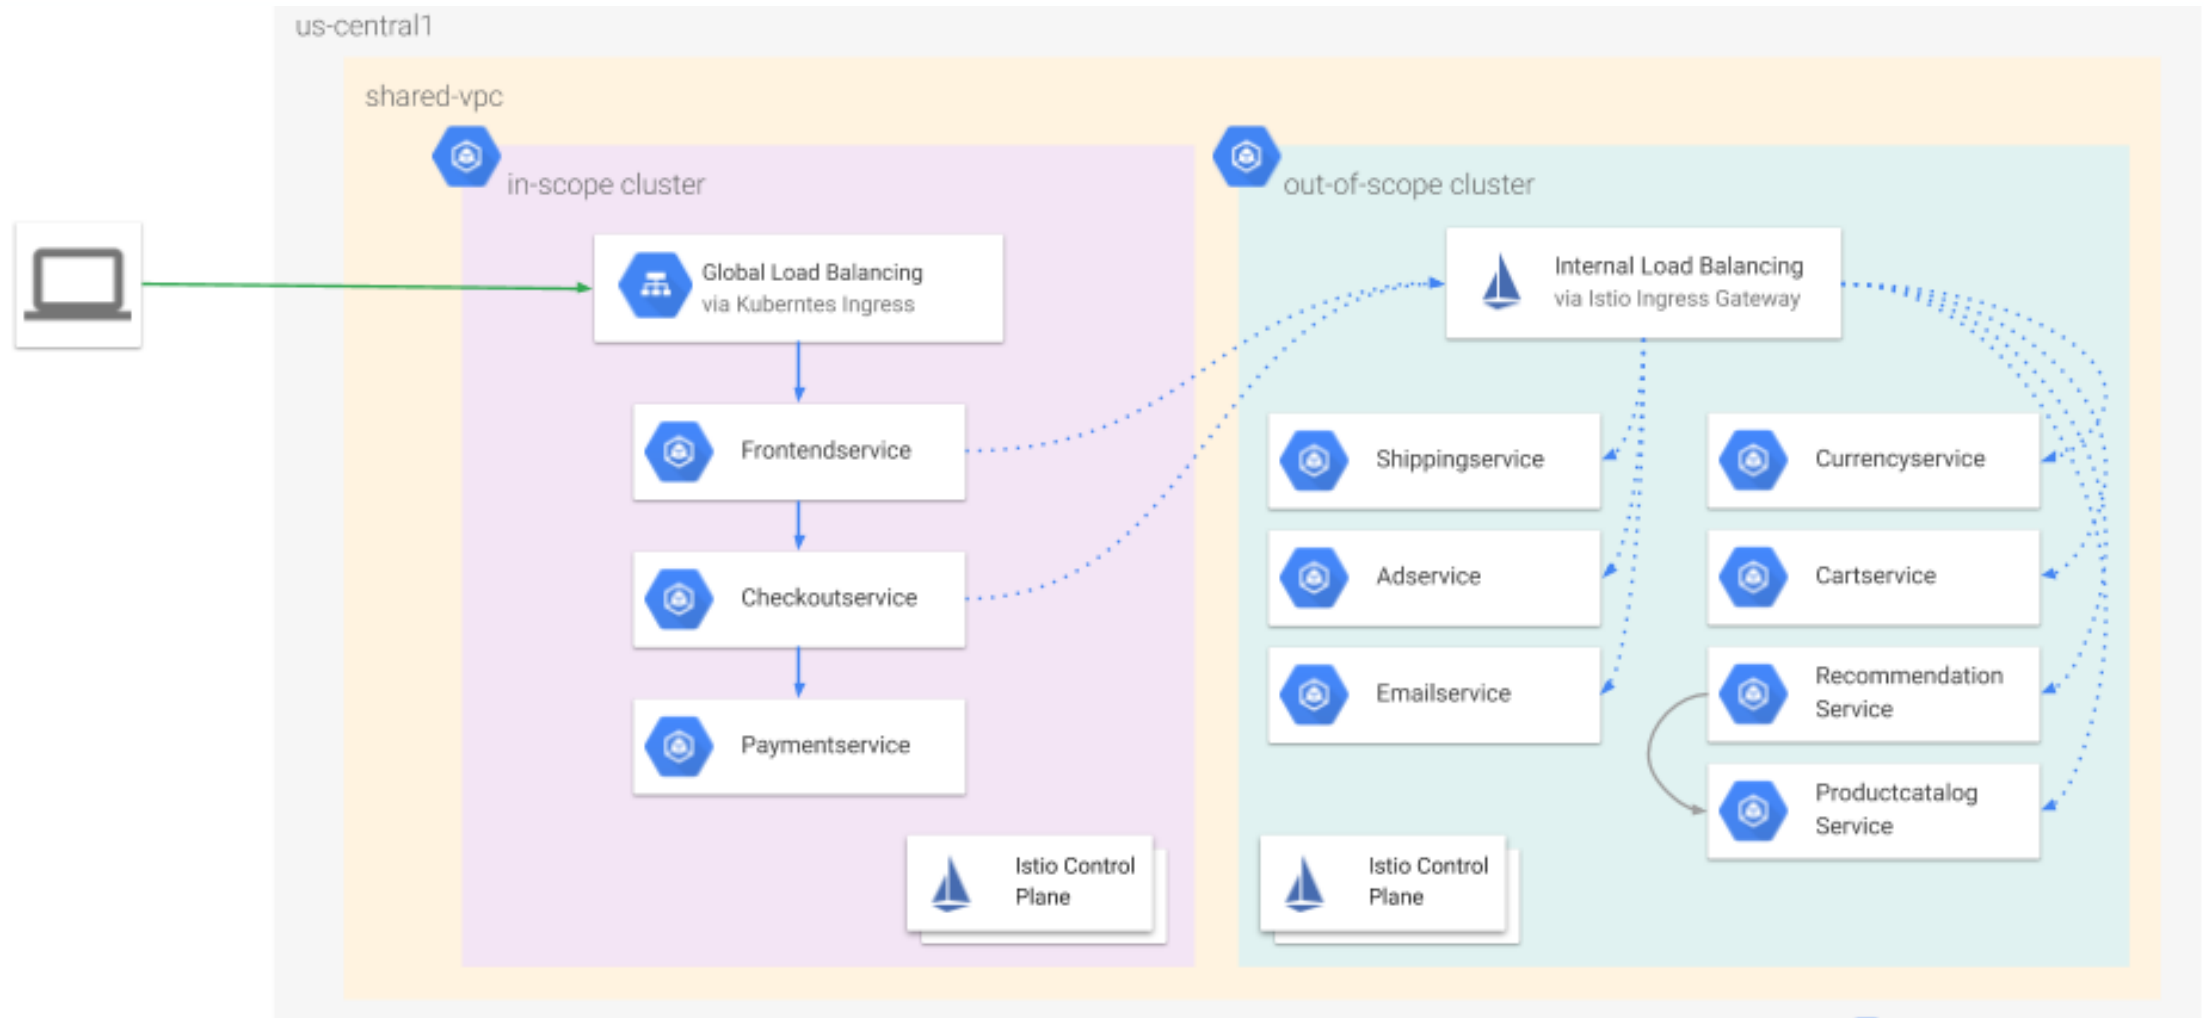 us-central1
shared-vpc
in-scope cluster
Global Load Balancing
via Kuberntes Ingress
Frontendservice
Checkoutservice
Paymentservice
Istio Control
Plane
out-of-scope cluster
Internal Load Balancing
via Istio Ingress Gateway
Shippingservice
Adservice
Emailservice
Currencyservice
Cartservice
Recommendation
Service
Productcatalog
Service
Istio Control
Plane